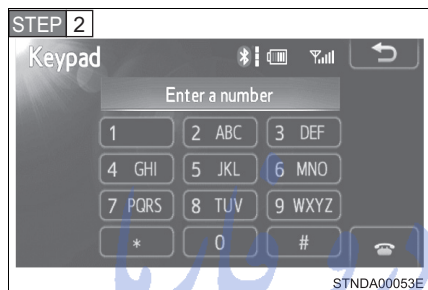 STEP 2
Keypad
Enter a number
1 2 ABC 3 DEF
4 GHI 5 JKL 6 MNO
7 PQRS 8 TUV 9 WXYZ
* 0 #
STNDA00053E